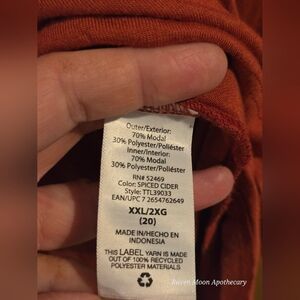 Outer/Exterior:
70% Modal
30% Polyester/Poliéster
Inner/Interior:
70% Modal
30% Polyester/Poliéster
RN# 52469
Color: SPICED CIDER
Style: TTL39033
EAN/UPC 7 2654762649
XXL/2XG
(20)
MADE IN/HECHO EN
INDONESIA
THIS LABEL YARN IS MADE
OUT OF 100% RECYCLED
POLYESTER MATERIALS
Raven Moon Apothecary